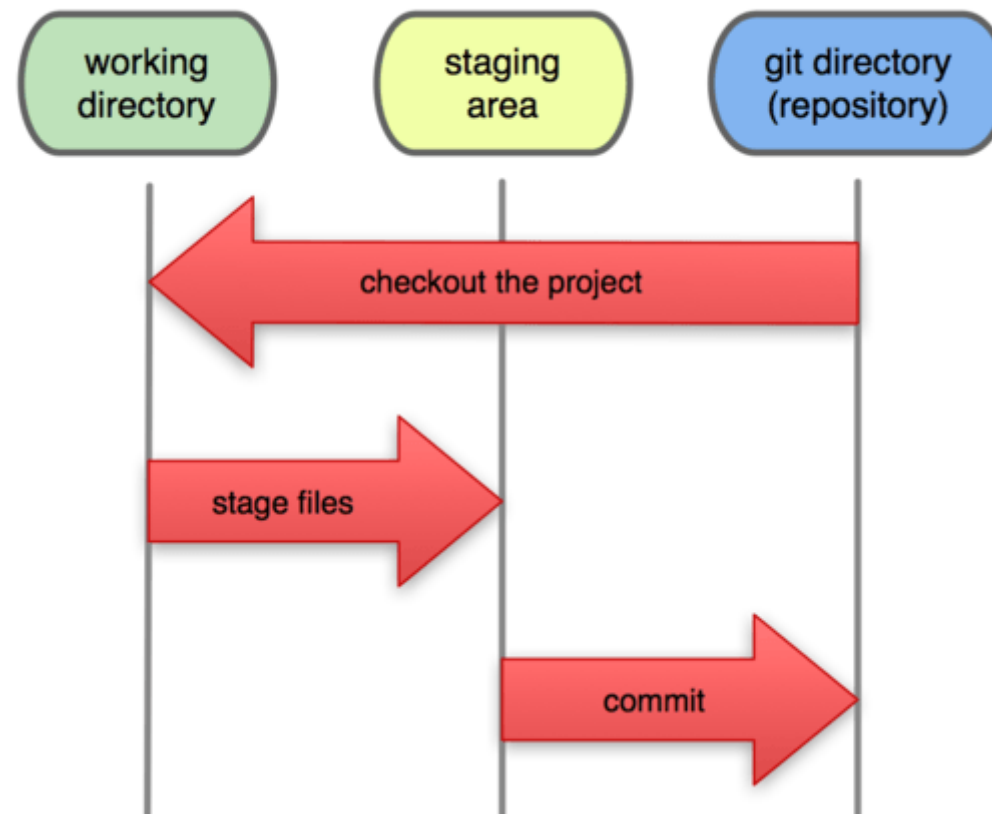 working
directory
staging
area
git directory
(repository)
checkout the project
stage files
commit